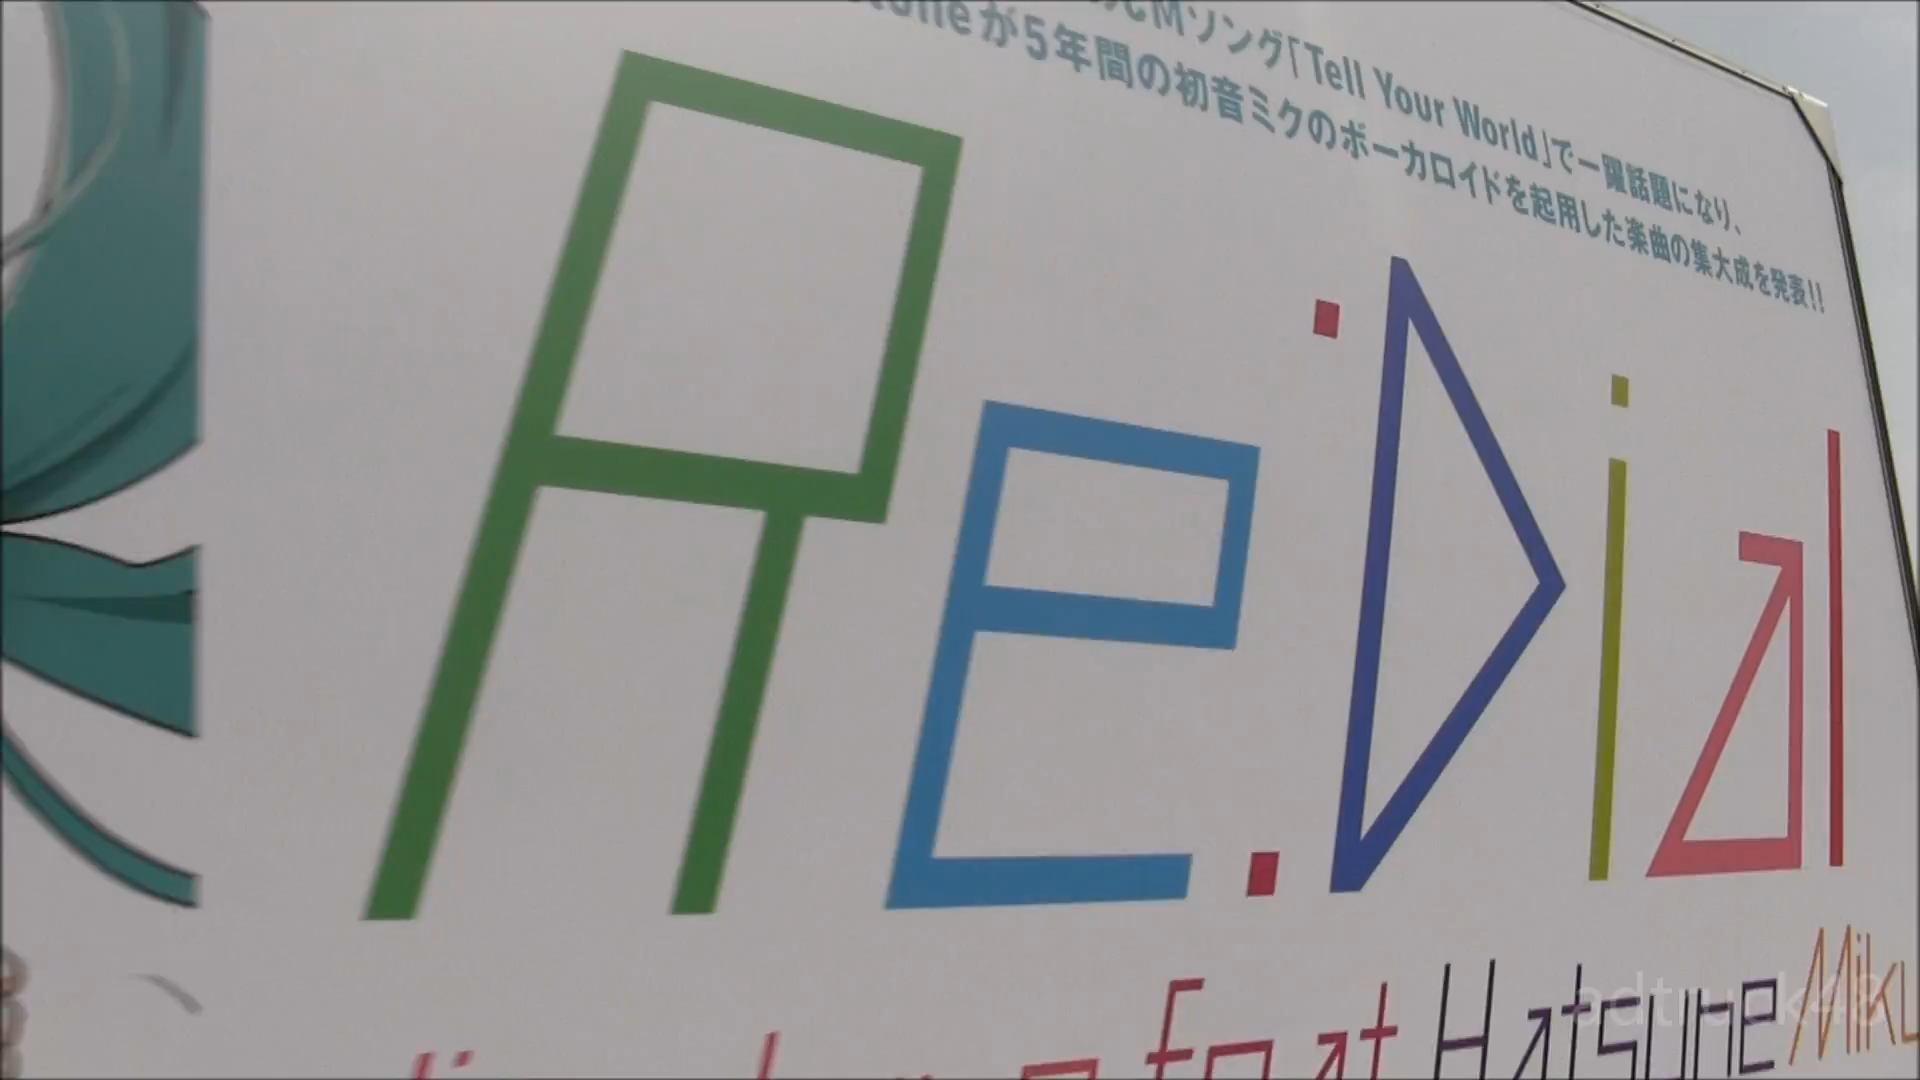 CMソング「Tell Your World」で一躍話題になり、
が5年間の初音ミクのボーカロイドを起用した楽曲の集大成を発表!!
Re:Dial
feat Hatsune Miku
adtruck43